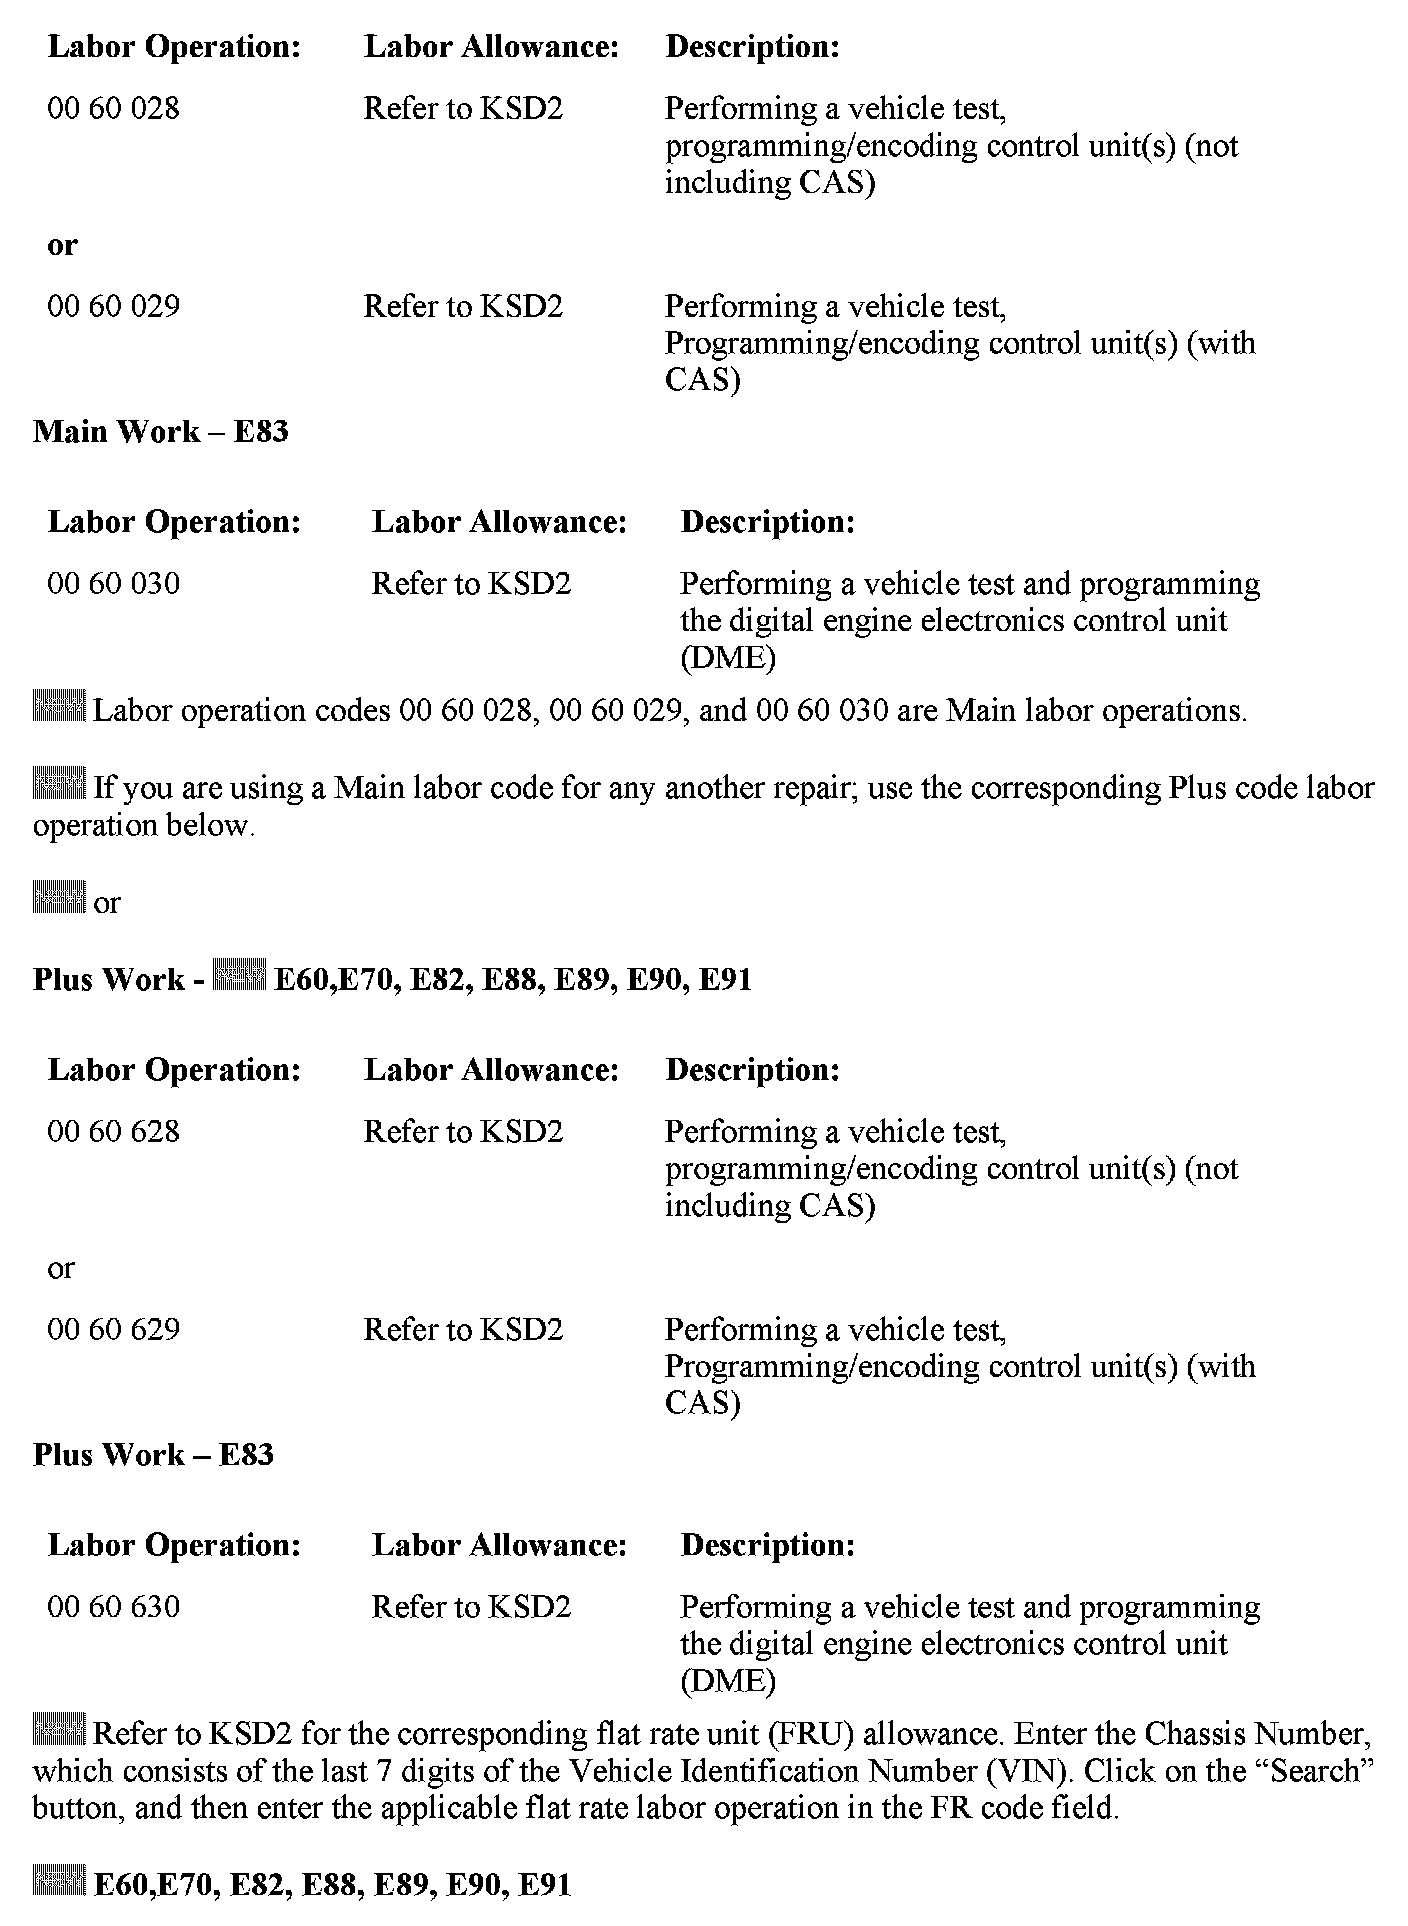 Labor Operation: Labor Allowance: Description:
00 60 028 Refer to KSD2 Performing a vehicle test,
programming/encoding control unit(s) (not
including CAS)
or
00 60 029 Refer to KSD2 Performing a vehicle test,
Programming/encoding control unit(s) (with
CAS)
Main Work – E83
Labor Operation: Labor Allowance: Description:
00 60 030 Refer to KSD2 Performing a vehicle test and programming
the digital engine electronics control unit
(DME)
Labor operation codes 00 60 028, 00 60 029, and 00 60 030 are Main labor operations.
If you are using a Main labor code for any another repair; use the corresponding Plus code labor
operation below.
or
Plus Work - E60,E70, E82, E88, E89, E90, E91
Labor Operation: Labor Allowance: Description:
00 60 628 Refer to KSD2 Performing a vehicle test,
programming/encoding control unit(s) (not
including CAS)
or
00 60 629 Refer to KSD2 Performing a vehicle test,
Programming/encoding control unit(s) (with
CAS)
Plus Work – E83
Labor Operation: Labor Allowance: Description:
00 60 630 Refer to KSD2 Performing a vehicle test and programming
the digital engine electronics control unit
(DME)
Refer to KSD2 for the corresponding flat rate unit (FRU) allowance. Enter the Chassis Number,
which consists of the last 7 digits of the Vehicle Identification Number (VIN). Click on the “Search”
button, and then enter the applicable flat rate labor operation in the FR code field.
E60,E70, E82, E88, E89, E90, E91